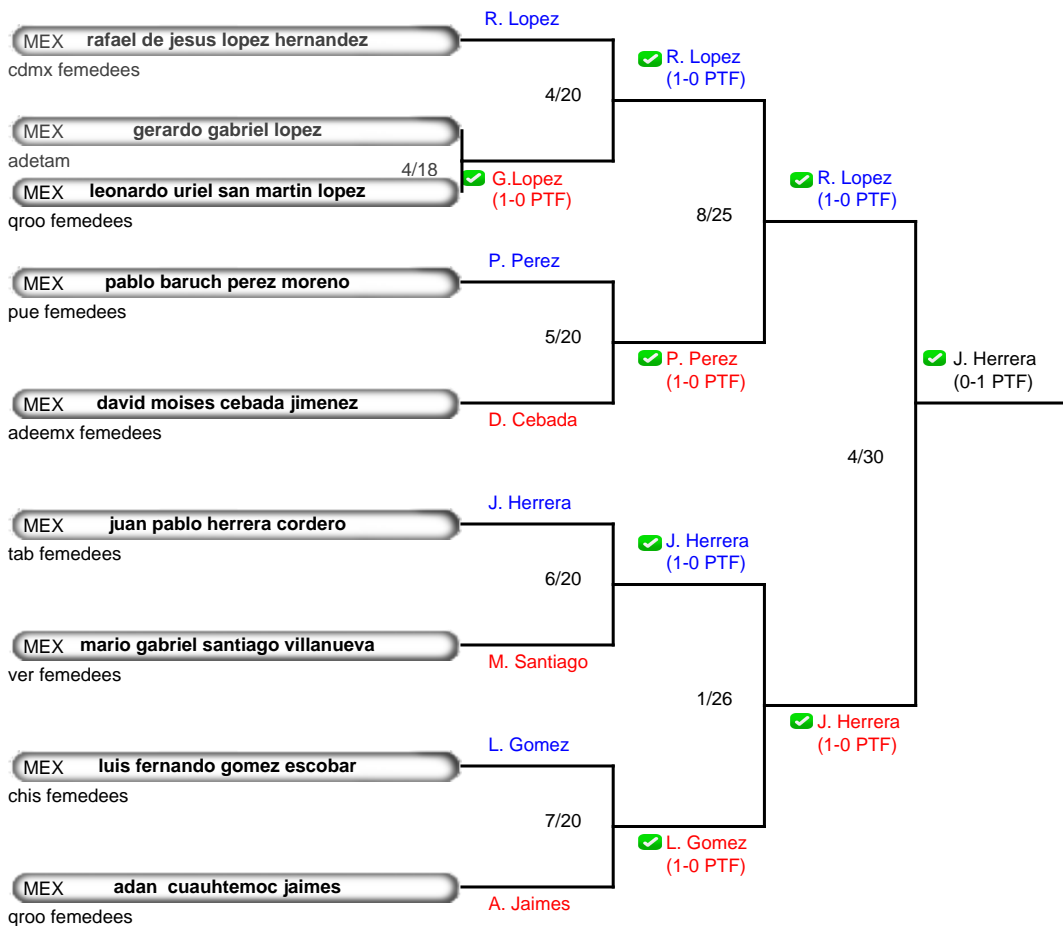 R. Lopez
MEX rafael de jesus lopez hernandez
cdmx femedees
R. Lopez
(1-0 PTF)
4/20
MEX gerardo gabriel lopez
adetam
4/18
G.Lopez
(1-0 PTF)
MEX leonardo uriel san martin lopez
qroo femedees
R. Lopez
(1-0 PTF)
8/25
P. Perez
MEX pablo baruch perez moreno
pue femedees
5/20
P. Perez
(1-0 PTF)
J. Herrera
(0-1 PTF)
MEX david moises cebada jimenez
adeemx femedees
D. Cebada
4/30
J. Herrera
MEX juan pablo herrera cordero
tab femedees
J. Herrera
(1-0 PTF)
6/20
MEX mario gabriel santiago villanueva
ver femedees
M. Santiago
1/26
J. Herrera
(1-0 PTF)
L. Gomez
MEX luis fernando gomez escobar
chis femedees
7/20
L. Gomez
(1-0 PTF)
MEX adan cuauhtemoc jaimes
qroo femedees
A. Jaimes